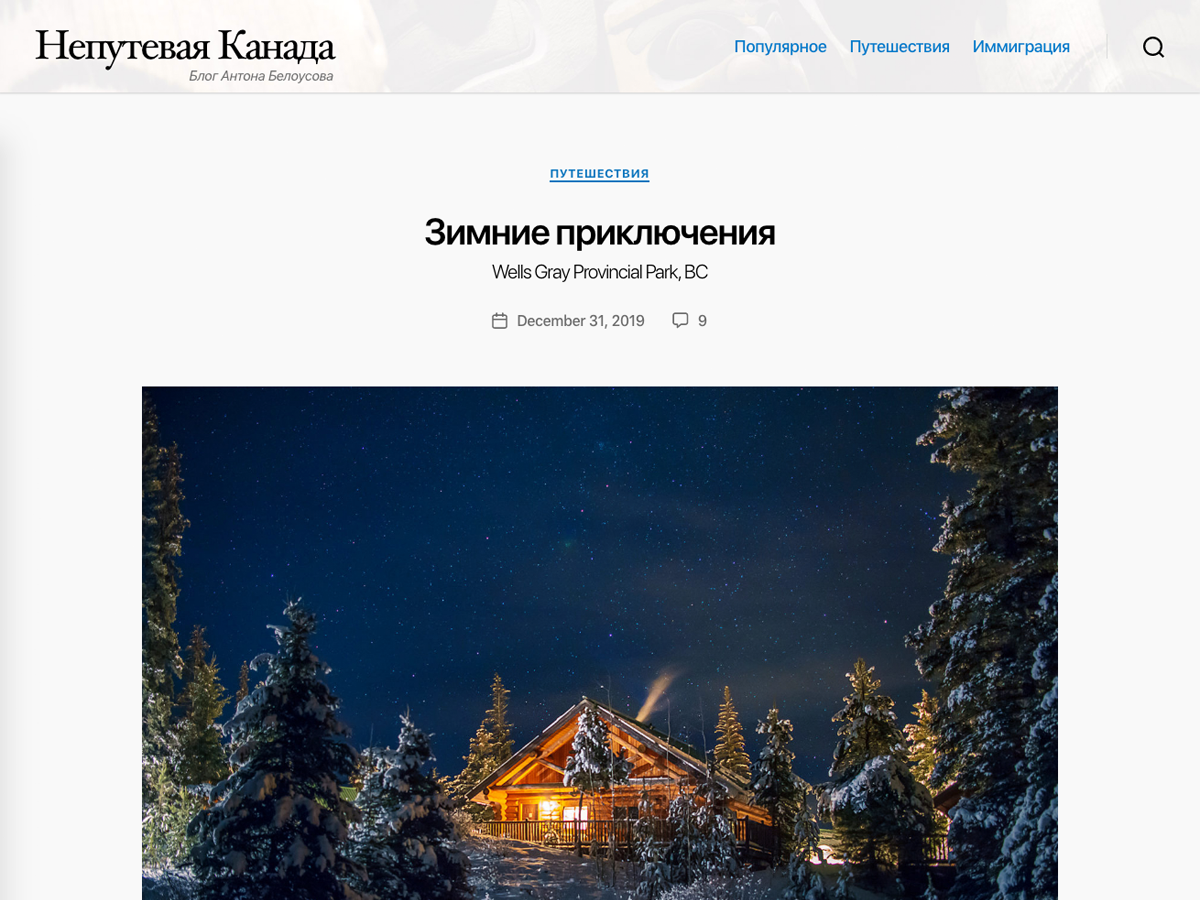 Непутевая Канада
Блог Антона Белоусова
Популярное Путешествия Иммиграция
ПУТЕШЕСТВИЯ
Зимние приключения
Wells Gray Provincial Park, BC
December 31, 2019 9